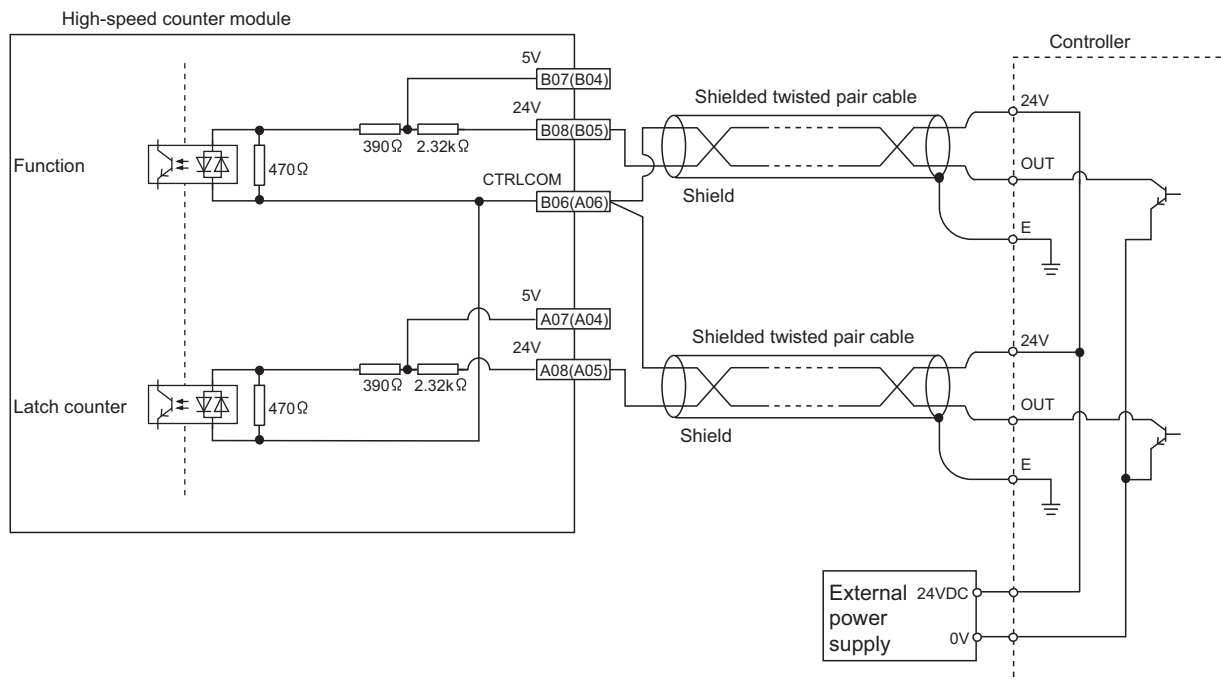 High-speed counter module
Controller
5V
B07(B04)
Shielded twisted pair cable
24V
24V
B08(B05)
390Ω 2.32kΩ
Function
470Ω
OUT
CTRLCOM
B06(A06)
Shield
E
5V
A07(A04)
Shielded twisted pair cable
24V
24V
A08(A05)
390Ω 2.32kΩ
Latch counter
470Ω
OUT
Shield
E
External power supply
24VDC
0V